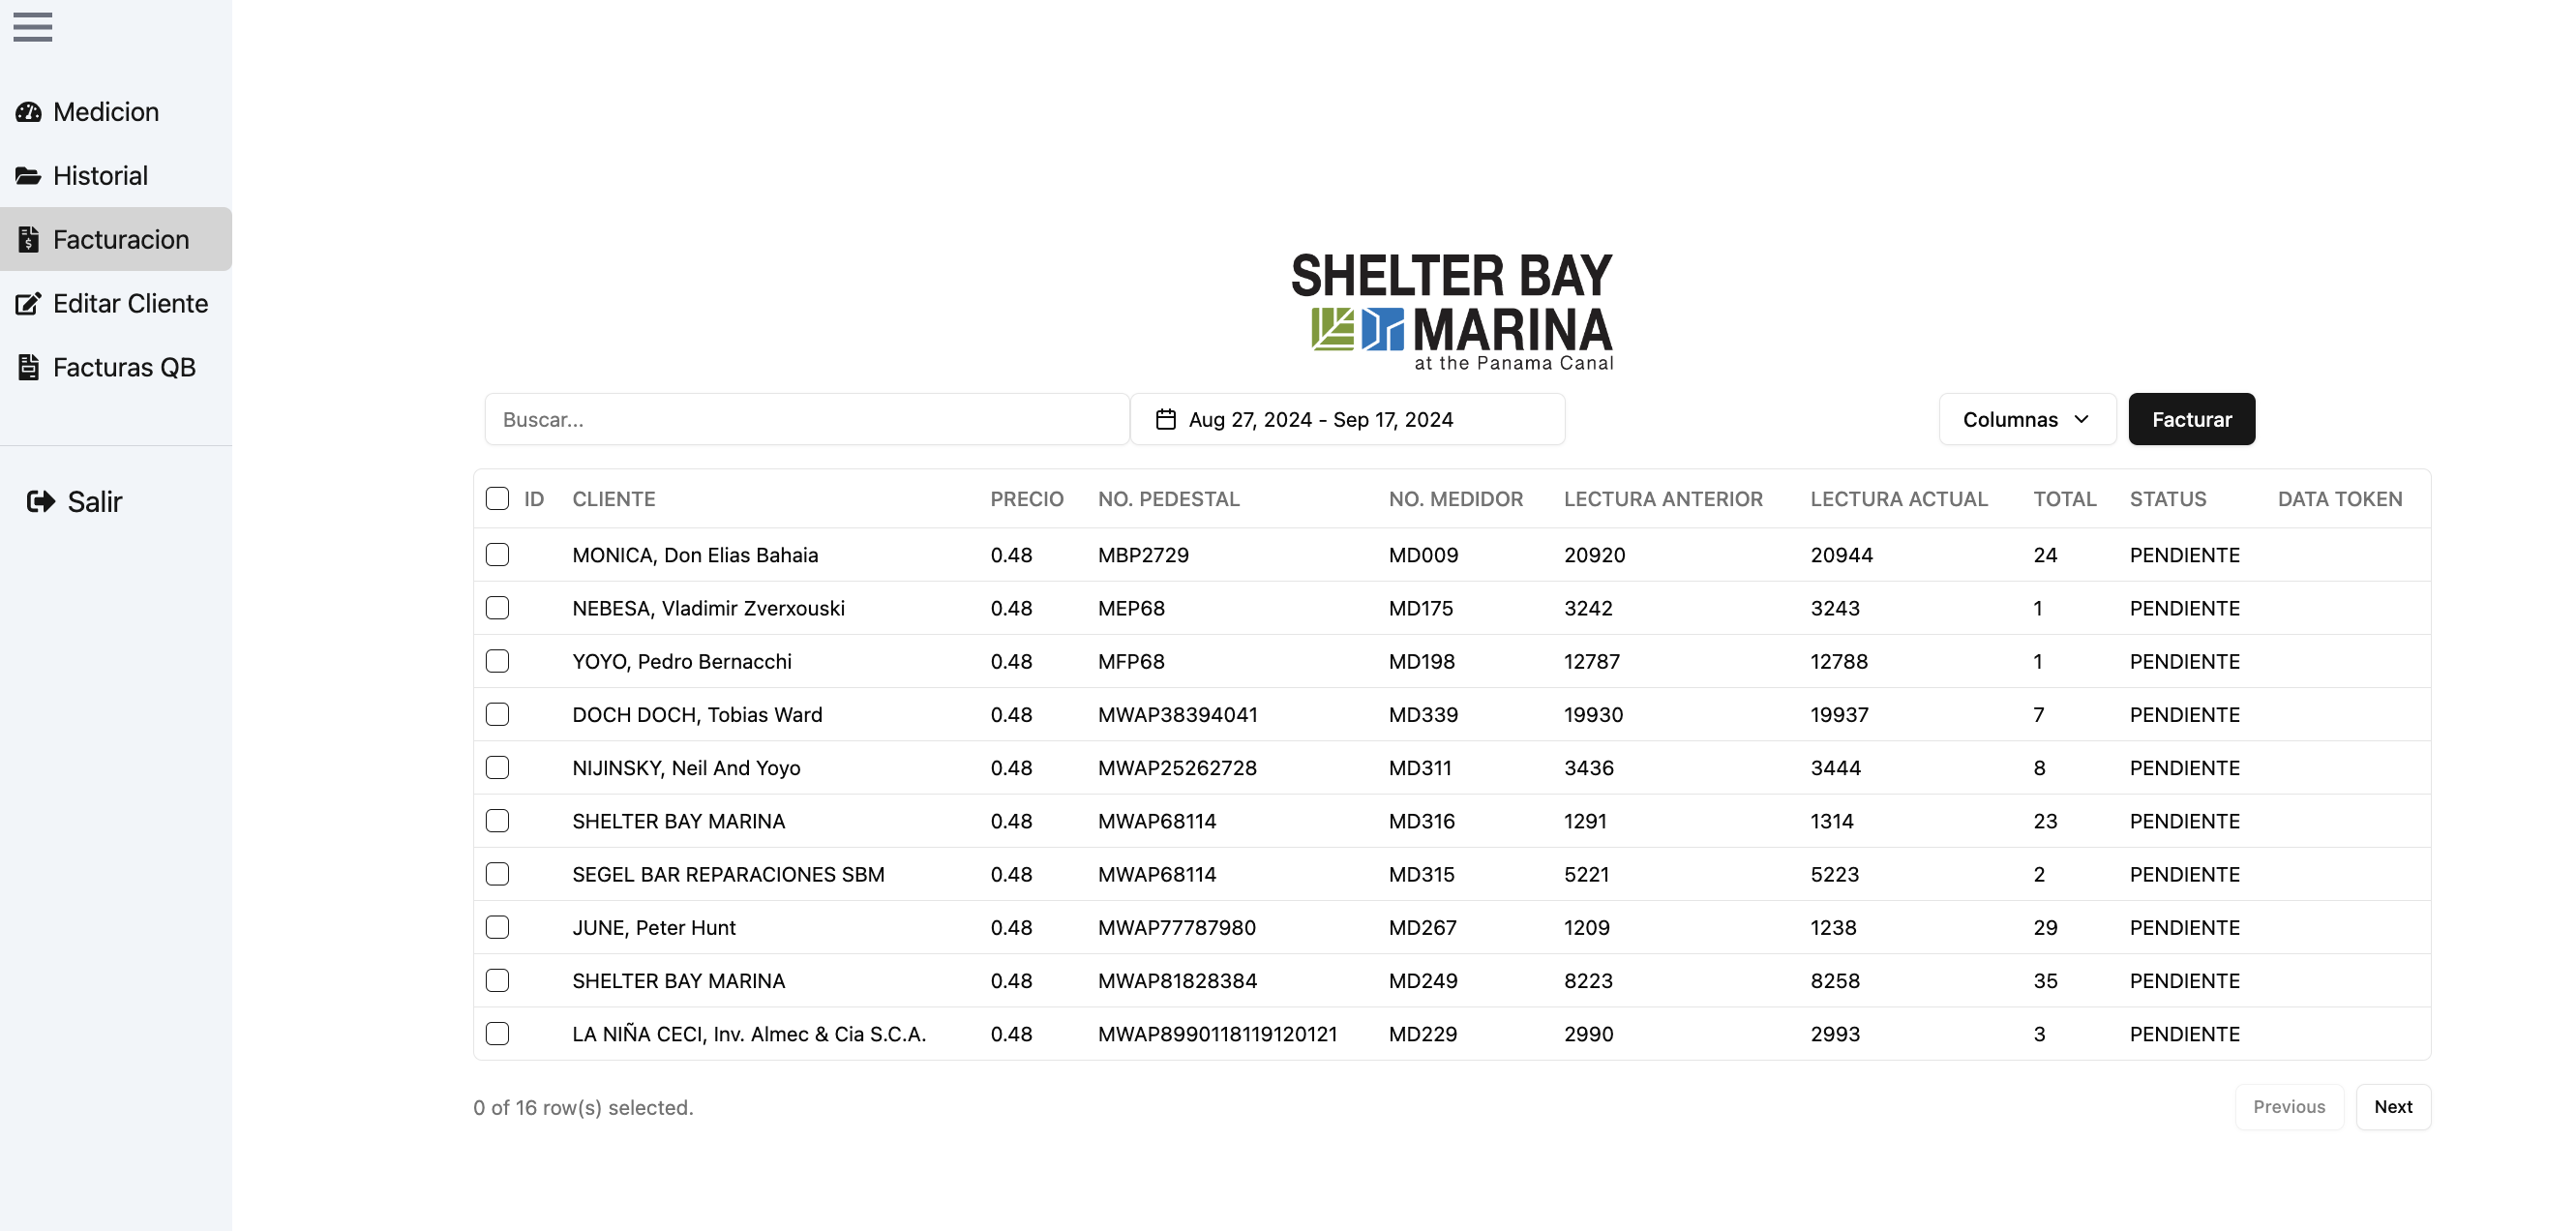 Medicion
Historial
Facturacion
Editar Cliente
Facturas QB
Salir
SHELTER BAY
MARINA
at the Panama Canal
Buscar... Aug 27, 2024 - Sep 17, 2024 Columnas Facturar
ID CLIENTE PRECIO NO. PEDESTAL NO. MEDIDOR LECTURA ANTERIOR LECTURA ACTUAL TOTAL STATUS DATA TOKEN
MONICA, Don Elias Bahaia 0.48 MBP2729 MD009 20920 20944 24 PENDIENTE
NEBESA, Vladimir Zverxouski 0.48 MEP68 MD175 3242 3243 1 PENDIENTE
YOYO, Pedro Bernacchi 0.48 MFP68 MD198 12787 12788 1 PENDIENTE
DOCH DOCH, Tobias Ward 0.48 MWAP38394041 MD339 19930 19937 7 PENDIENTE
NIJINSKY, Neil And Yoyo 0.48 MWAP25262728 MD311 3436 3444 8 PENDIENTE
SHELTER BAY MARINA 0.48 MWAP68114 MD316 1291 1314 23 PENDIENTE
SEGEL BAR REPARACIONES SBM 0.48 MWAP68114 MD315 5221 5223 2 PENDIENTE
JUNE, Peter Hunt 0.48 MWAP77787980 MD267 1209 1238 29 PENDIENTE
SHELTER BAY MARINA 0.48 MWAP81828384 MD249 8223 8258 35 PENDIENTE
LA NIÑA CECI, Inv. Almec & Cia S.C.A. 0.48 MWAP8990118119120121 MD229 2990 2993 3 PENDIENTE
0 of 16 row(s) selected. Previous Next